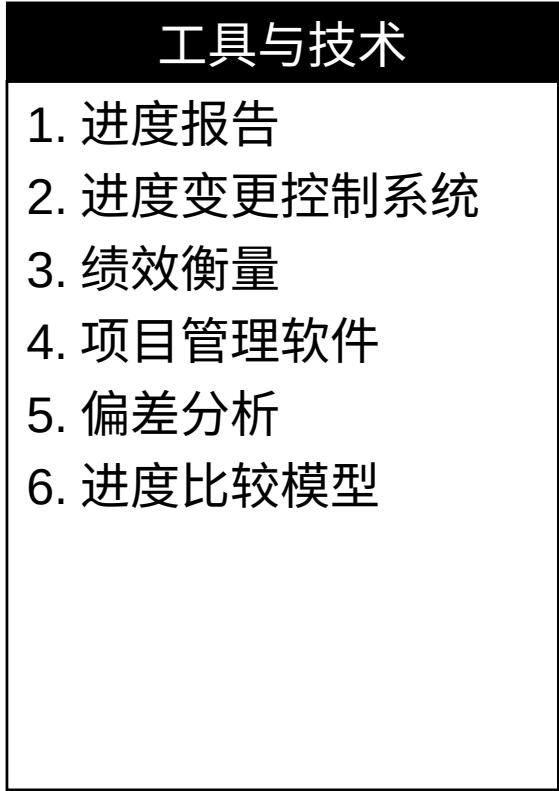 工具与技术
1. 进度报告
2. 进度变更控制系统
3. 绩效衡量
4. 项目管理软件
5. 偏差分析
6. 进度比较模型